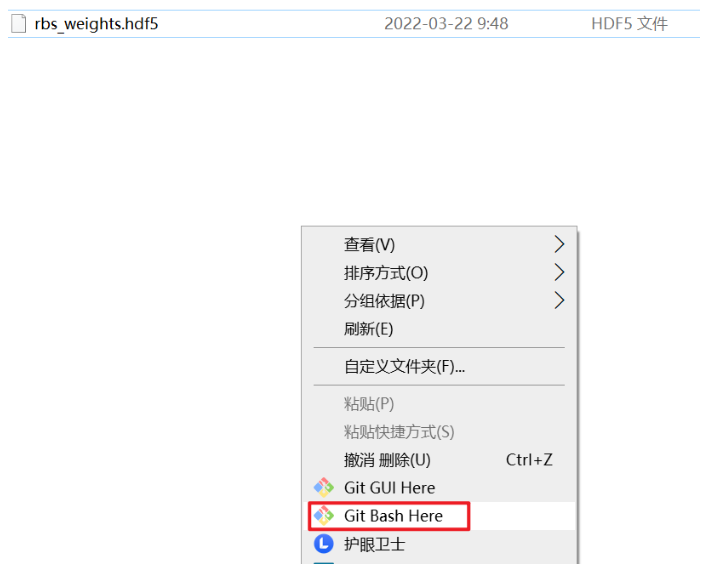 rbs_weights.hdf5 2022-03-22 9:48 HDF5 文件
查看(V)
排序方式(O)
分组依据(P)
刷新(E)
自定义文件夹(F)...
粘贴(P)
粘贴快捷方式(S)
撤消 删除(U) Ctrl+Z
Git GUI Here
Git Bash Here
护眼卫士